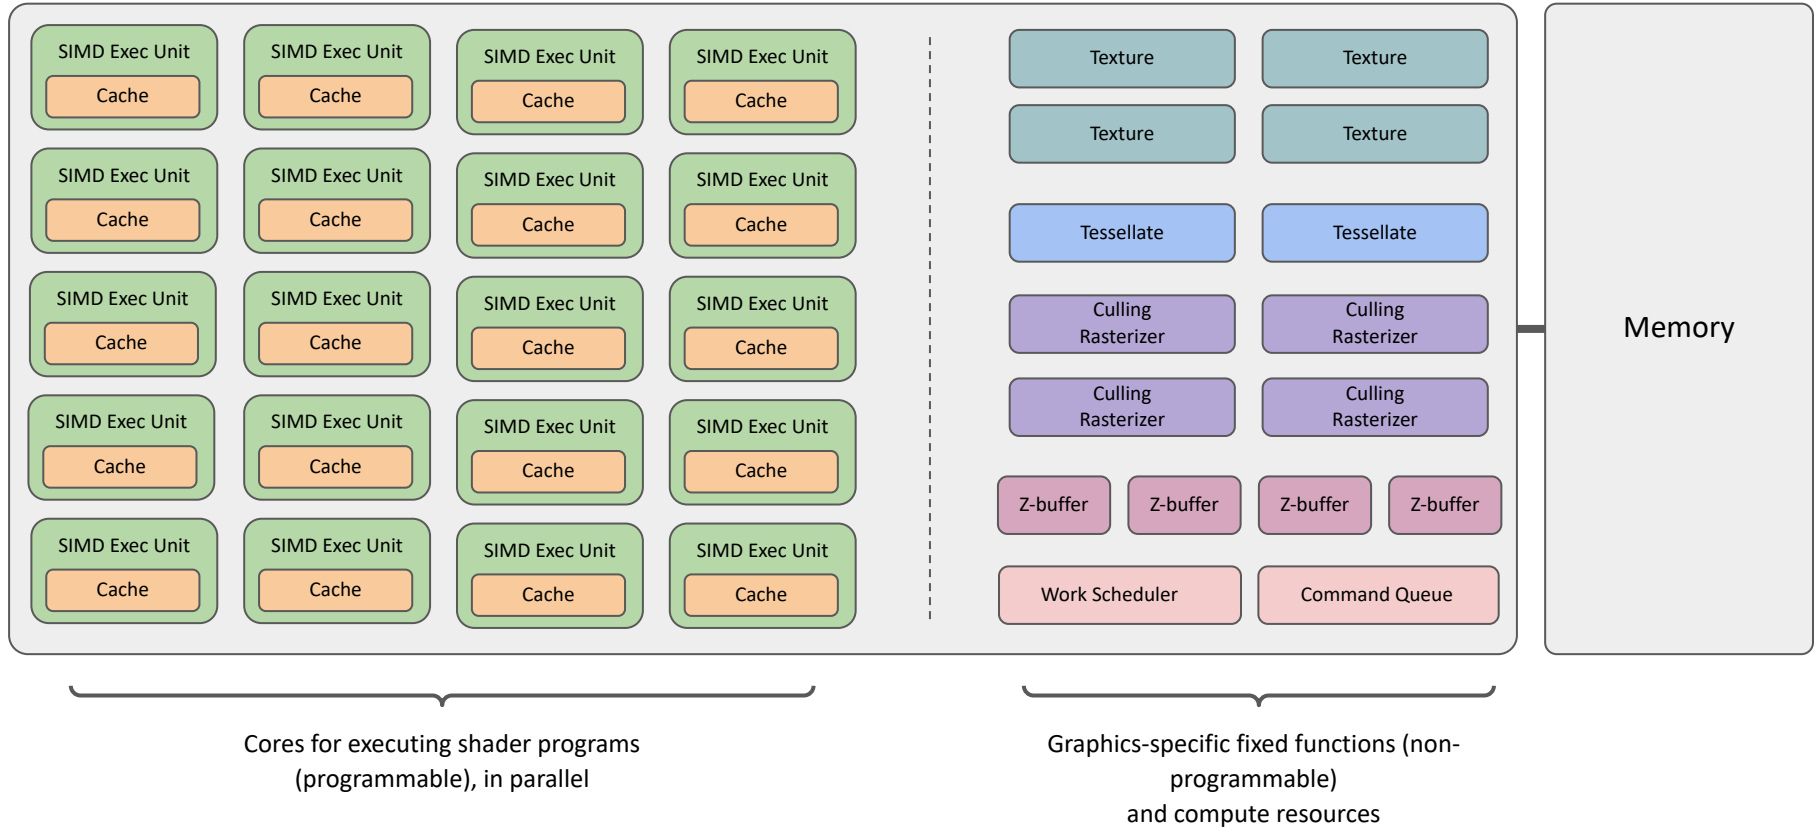 SIMD Exec Unit
Cache
SIMD Exec Unit
Cache
SIMD Exec Unit
Cache
SIMD Exec Unit
Cache
SIMD Exec Unit
Cache
SIMD Exec Unit
Cache
SIMD Exec Unit
Cache
SIMD Exec Unit
Cache
SIMD Exec Unit
Cache
SIMD Exec Unit
Cache
SIMD Exec Unit
Cache
SIMD Exec Unit
Cache
SIMD Exec Unit
Cache
SIMD Exec Unit
Cache
SIMD Exec Unit
Cache
SIMD Exec Unit
Cache
SIMD Exec Unit
Cache
SIMD Exec Unit
Cache
SIMD Exec Unit
Cache
SIMD Exec Unit
Cache
Texture
Texture
Texture
Texture
Tessellate
Tessellate
Culling
Rasterizer
Culling
Rasterizer
Culling
Rasterizer
Culling
Rasterizer
Z-buffer
Z-buffer
Z-buffer
Z-buffer
Work Scheduler
Command Queue
Memory
Cores for executing shader programs
(programmable), in parallel
Graphics-specific fixed functions (non-
programmable)
and compute resources